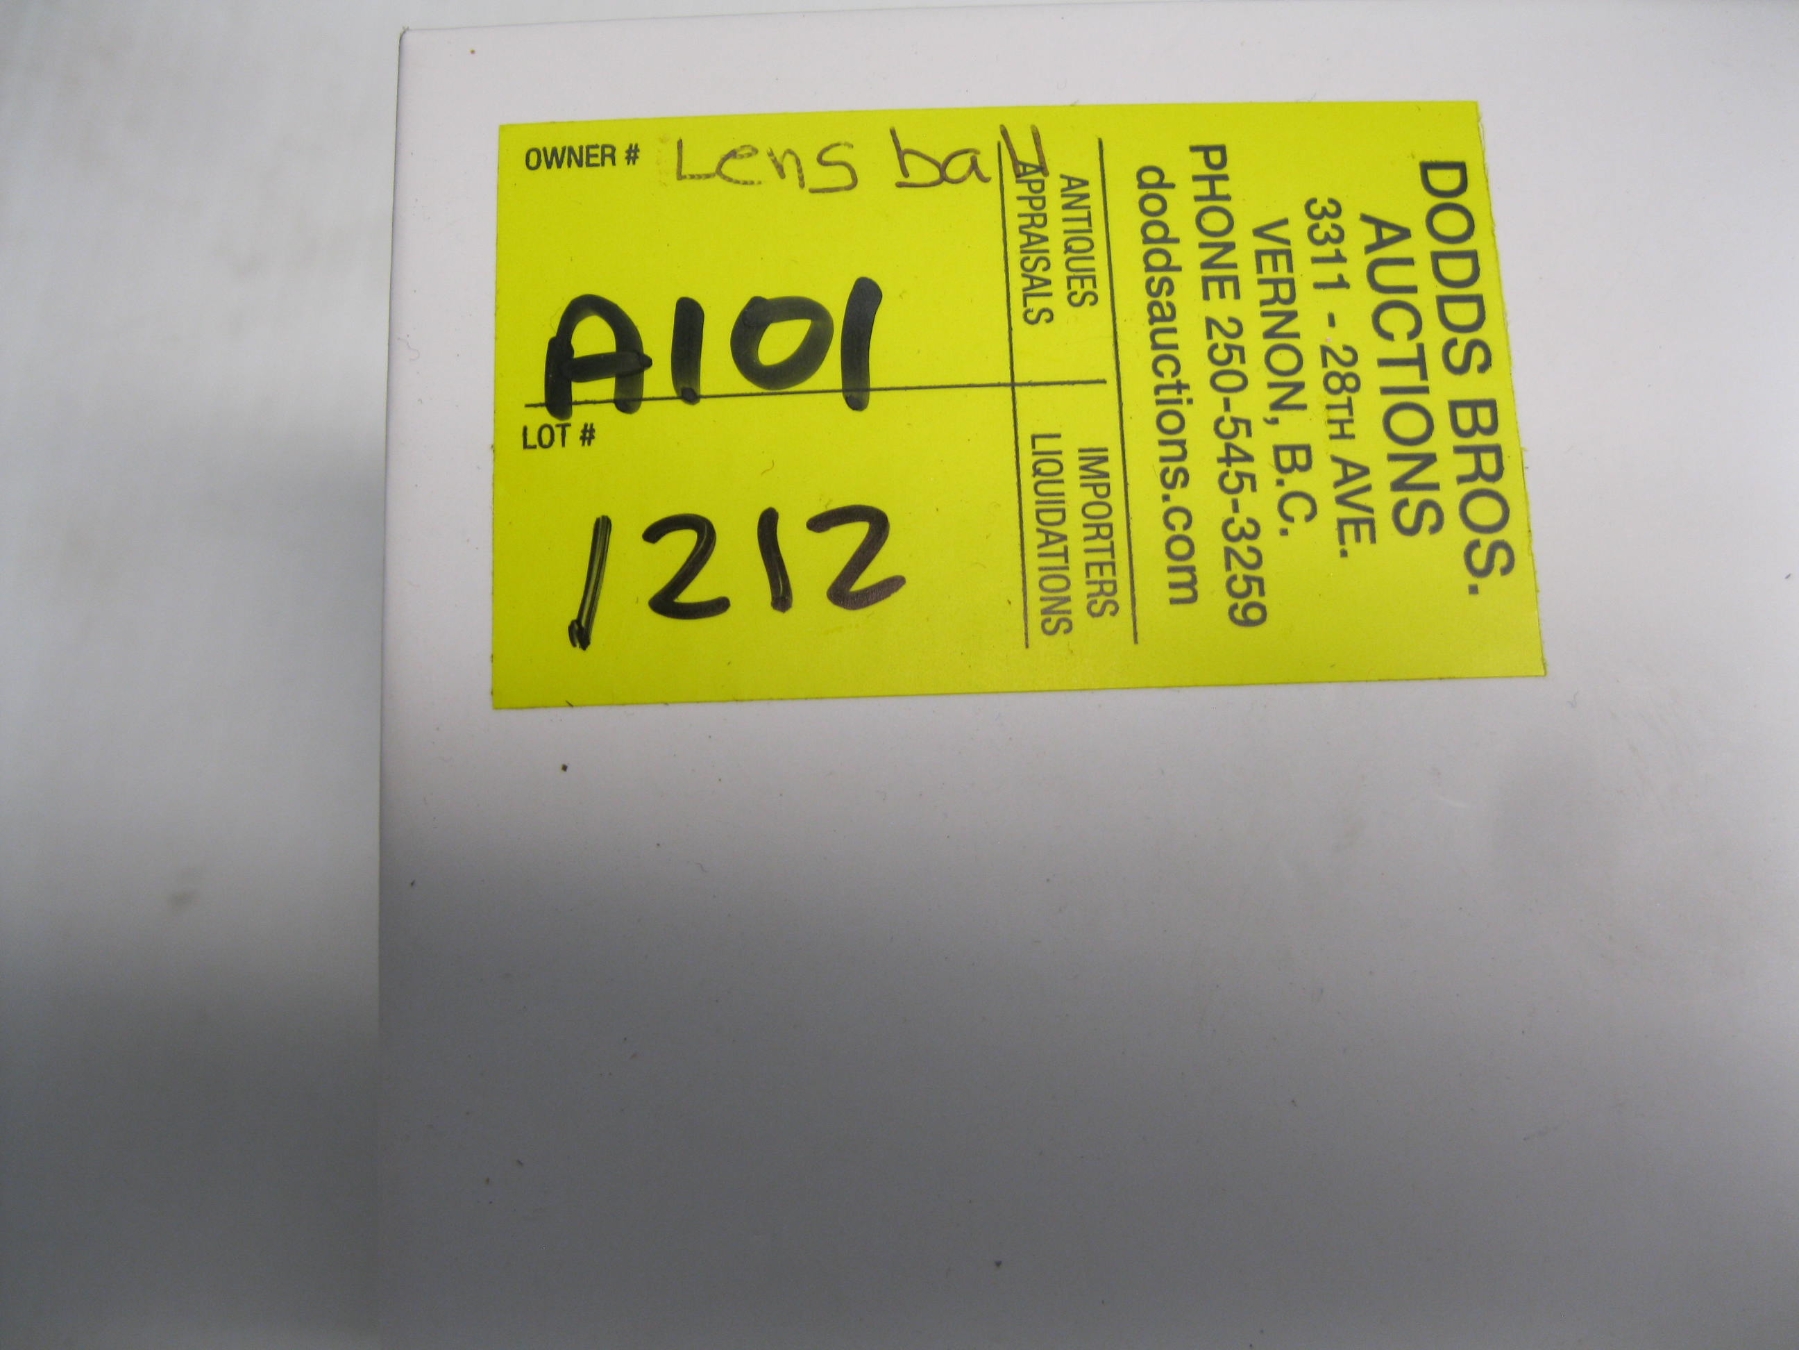 OWNER # Lens ball
A101
LOT #
1212
DODDS BROS.
AUCTIONS
3311 - 28TH AVE.
VERNON, B.C.
PHONE 250-545-3259
doddsauctions.com
ANTIQUES IMPORTERS
APPRAISALS LIQUIDATIONS